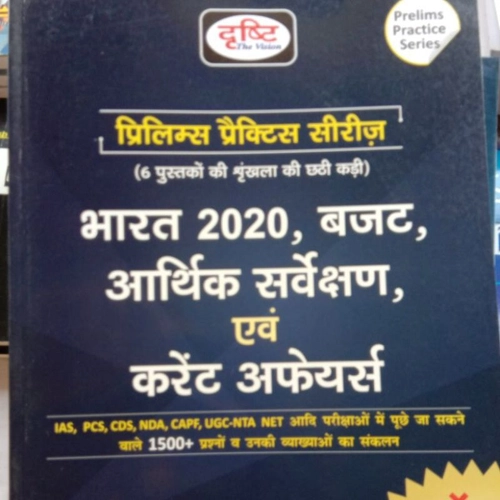 दृष्टि
The Vision
Prelims
Practice
Series
प्रिलिम्स प्रैक्टिस सीरीज़
(6 पुस्तकों की शृंखला की छठी कड़ी)
भारत 2020, बजट,
आर्थिक सर्वेक्षण,
एवं
करेंट अफेयर्स
IAS, PCS, CDS, NDA, CAPF, UGC-NTA NET आदि परीक्षाओं में पूछे जा सकने
वाले 1500+ प्रश्नों व उनकी व्याख्याओं का संकलन